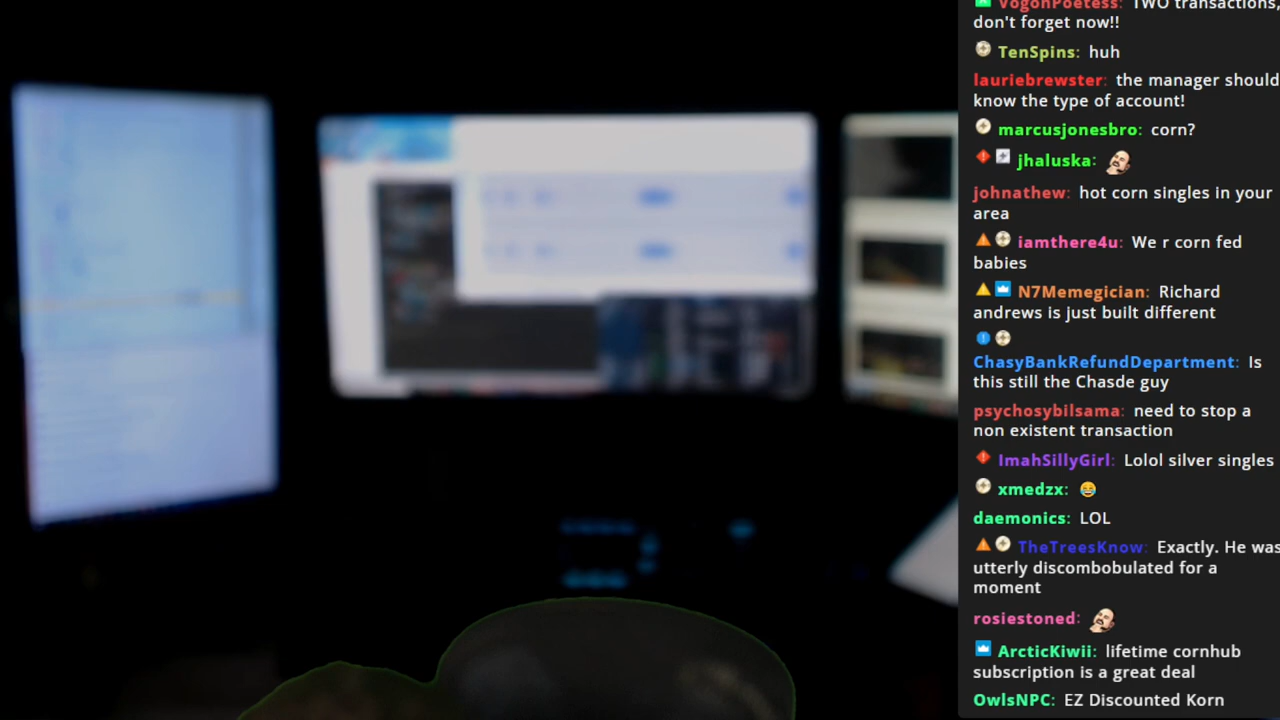 VogonPoetess: TWO transactions,
don't forget now!!
TenSpins: huh
lauriebrewster: the manager should
know the type of account!
marcusjonesbro: corn?
jhaluska:
johnathew: hot corn singles in your
area
iamthere4u: We r corn fed
babies
N7Memegician: Richard
andrews is just built different
ChasyBankRefundDepartment: Is
this still the Chasde guy
psychosybilsama: need to stop a
non existent transaction
ImahSillyGirl: Lolol silver singles
xmedzx: 😂
daemonics: LOL
TheTreesKnow: Exactly. He was
utterly discombobulated for a
moment
rosiestoned:
ArcticKiwii: lifetime cornhub
subscription is a great deal
OwlsNPC: EZ Discounted Korn